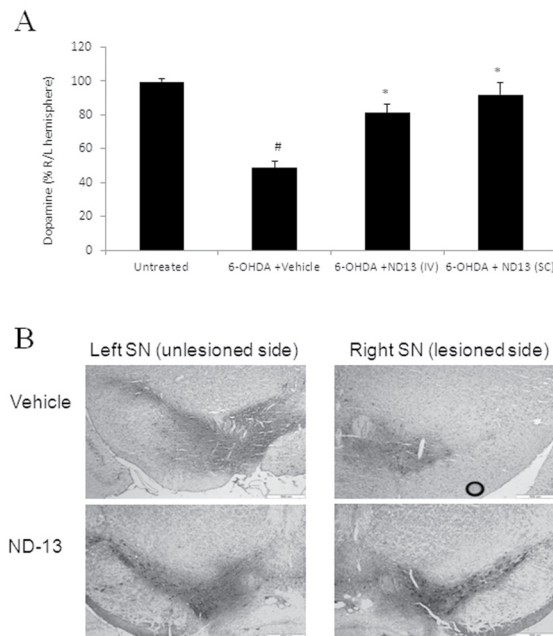 A
Dopamine (% R/L hemisphere)
120
100
80
60
40
20
0
#
*
*
Untreated
6-OHDA +Vehicle
6-OHDA +ND13 (IV)
6-OHDA + ND13 (SC)
B
Left SN (unlesioned side)
Right SN (lesioned side)
Vehicle
ND-13